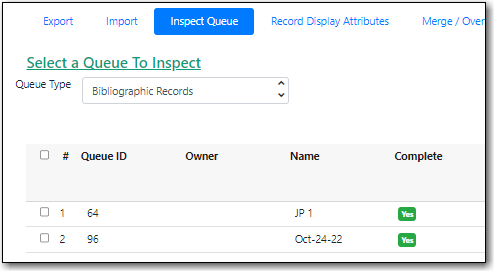 Export Import Inspect Queue Record Display Attributes Merge / Over
Select a Queue To Inspect
Queue Type Bibliographic Records
# Queue ID Owner Name Complete
1 64 JP 1 Yes
2 96 Oct-24-22 Yes